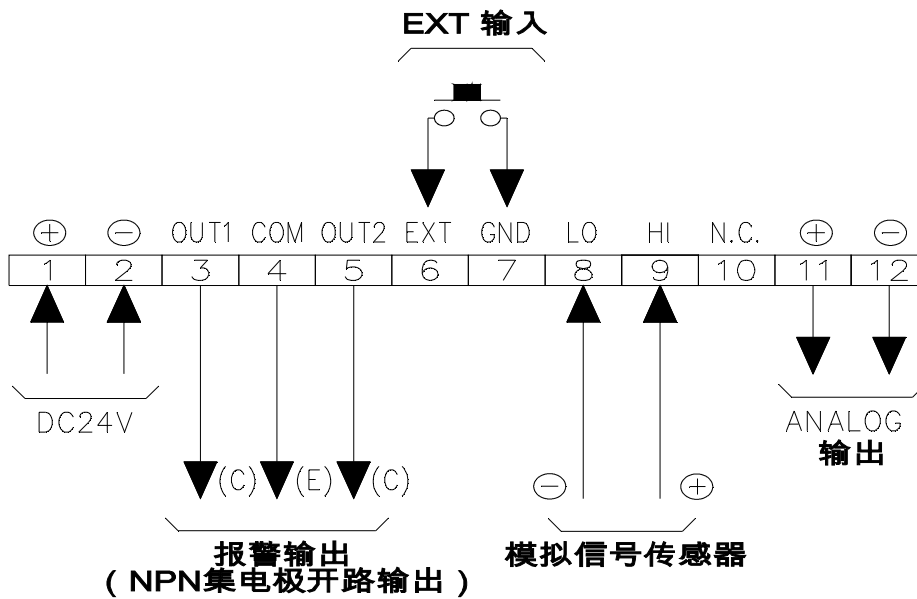 EXT 输入
⊕ ⊖ OUT1 COM OUT2 EXT GND LO HI N.C. ⊕ ⊖
1 2 3 4 5 6 7 8 9 10 11 12
DC24V
ANALOG
输出
(C) (E) (C)
⊖ ⊕
报警输出
(NPN集电极开路输出)
模拟信号传感器